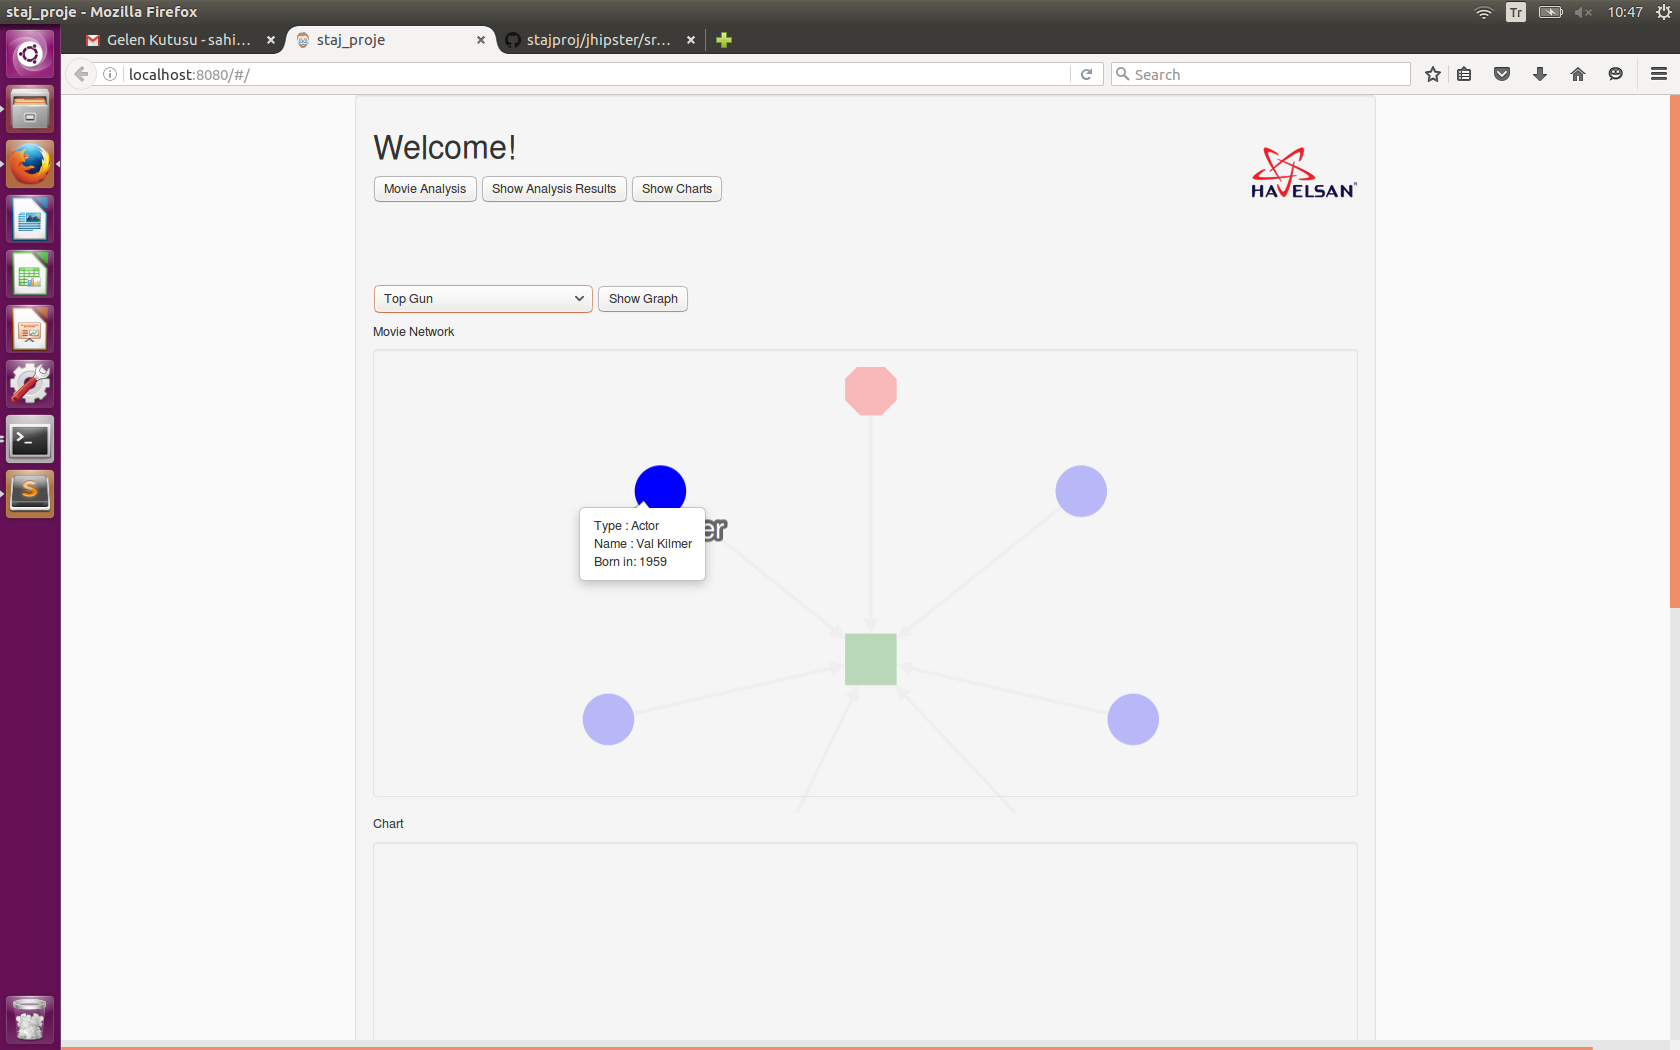 staj_proje - Mozilla Firefox
Tr
10:47
Gelen Kutusu - sahi...
staj_proje
stajproj/jhipster/sr...
localhost:8080/#/
Search
Welcome!
Movie Analysis
Show Analysis Results
Show Charts
HAVELSAN
Top Gun
Show Graph
Movie Network
er
Type : Actor
Name : Val Kilmer
Born in: 1959
Chart